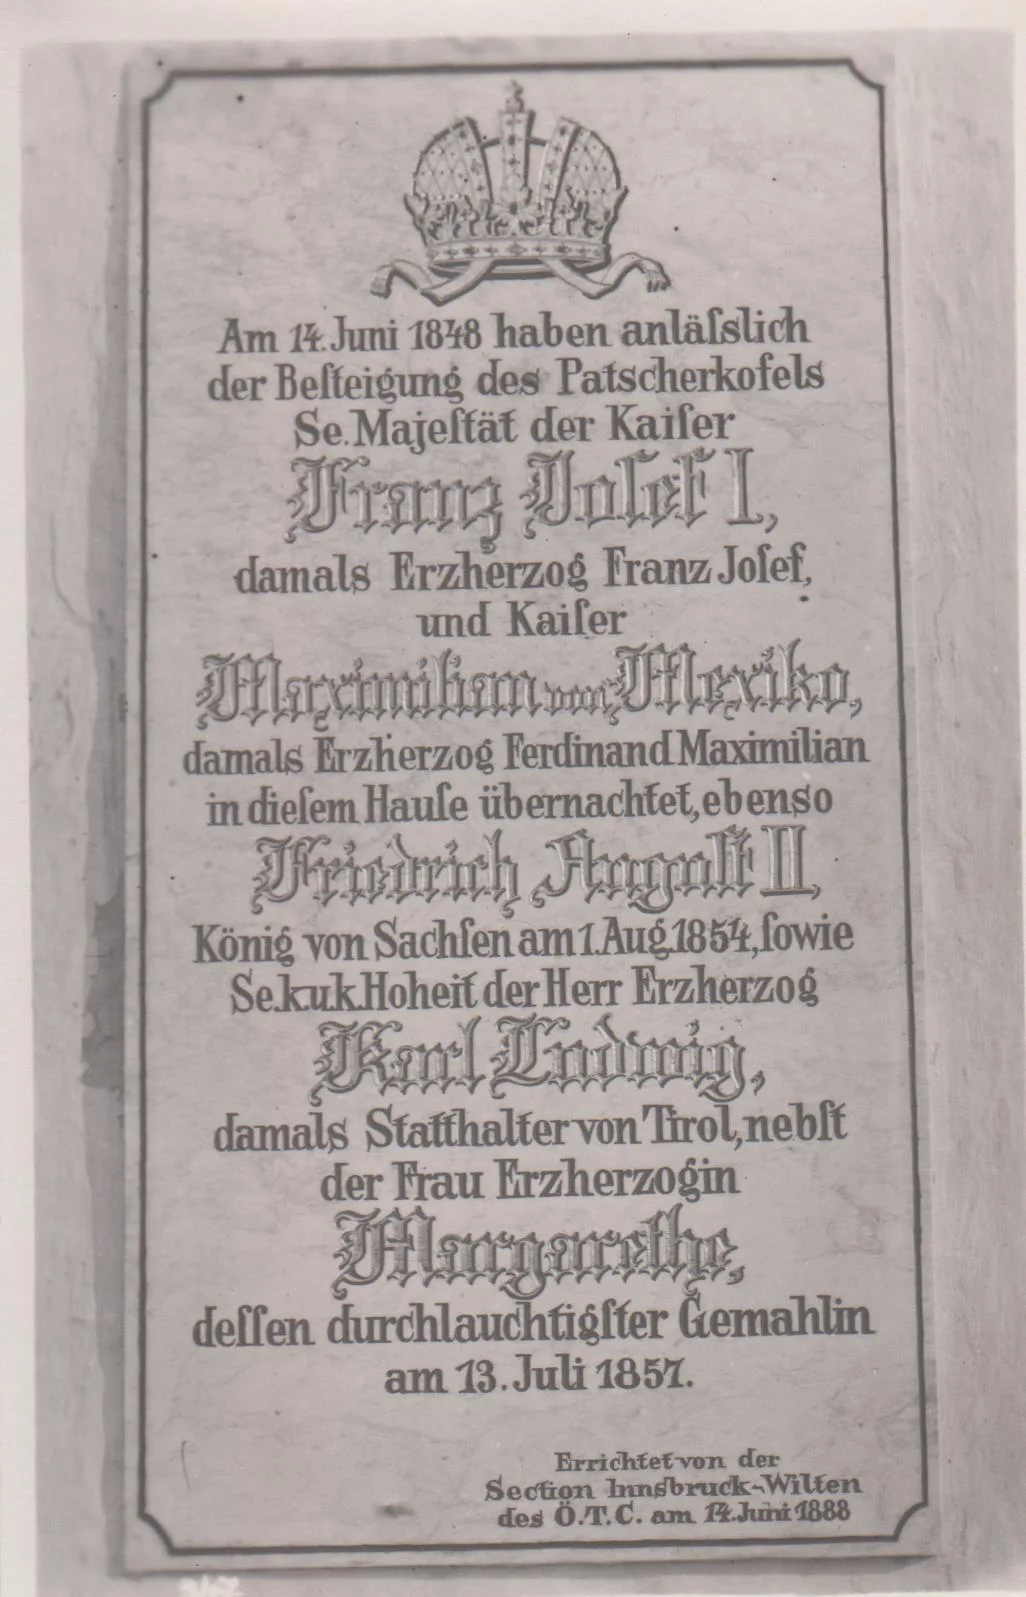 Am 14. Juni 1848 haben anläſslich
der Beſteigung des Patscherkofels
Se. Majeſtät der Kaiſer
Franz Joſef I,
damals Erzherzog Franz Joſef,
und Kaiſer
Maximilian von Mexiko,
damals Erzherzog Ferdinand Maximilian
in dieſem Hauſe übernachtet, ebenso
Friedrich Auguſt II,
König von Sachſen am 1. Aug. 1854, ſowie
Se. k. u. k. Hoheit der Herr Erzherzog
Karl Ludwig,
damals Statthalter von Tirol, nebſt
der Frau Erzherzogin
Margarethe,
deſſen durchlauchtigſter Gemahlin
am 13. Juli 1857.
Errichtet von der
Section Innsbruck-Wilten
des Ö.T.C. am 14. Juni 1888